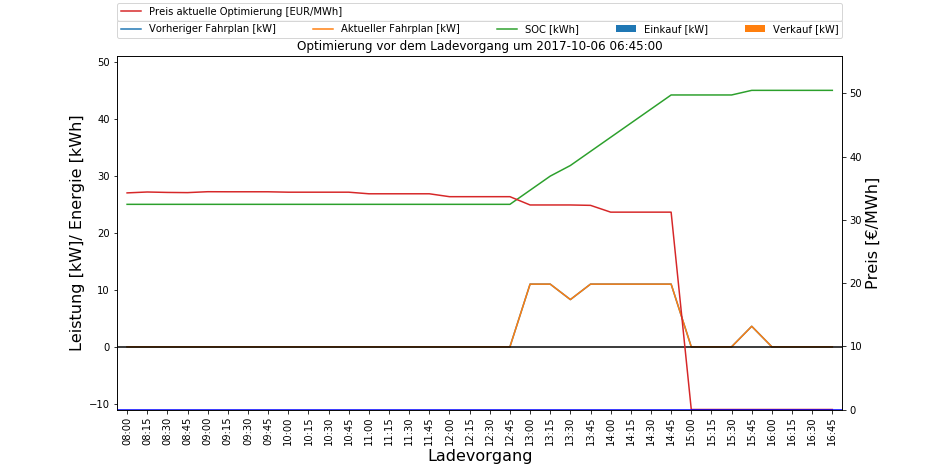 Preis aktuelle Optimierung [EUR/MWh]
Vorheriger Fahrplan [kW] Aktueller Fahrplan [kW] SOC [kWh] Einkauf [kW] Verkauf [kW]
Optimierung vor dem Ladevorgang um 2017-10-06 06:45:00
Leistung [kW]/ Energie [kWh]
50
40
30
20
10
0
−10
50
40
30
20
10
0
Preis [€/MWh]
08:00 08:15 08:30 08:45 09:00 09:15 09:30 09:45 10:00 10:15 10:30 10:45 11:00 11:15 11:30 11:45 12:00 12:15 12:30 12:45 13:00 13:15 13:30 13:45 14:00 14:15 14:30 14:45 15:00 15:15 15:30 15:45 16:00 16:15 16:30 16:45
Ladevorgang